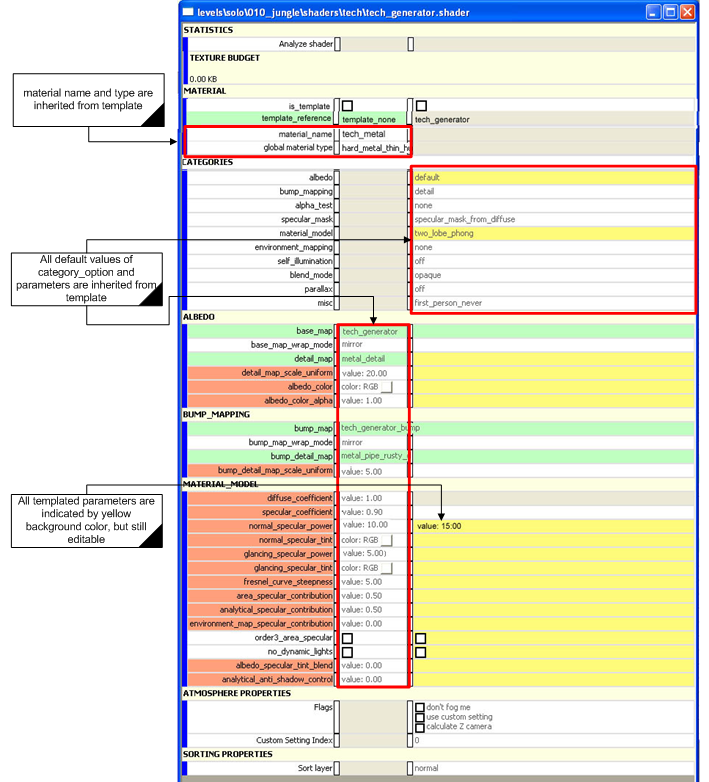 levels\solo\010_jungle\shaders\tech\tech_generator.shader
STATISTICS
Analyze shader
TEXTURE BUDGET
0.00 KB
MATERIAL
is_template
template_reference template_none tech_generator
material_name tech_metal
global material type hard_metal_thin_h
CATEGORIES
albedo default
bump_mapping detail
alpha_test none
specular_mask specular_mask_from_diffuse
material_model two_lobe_phong
environment_mapping none
self_illumination off
blend_mode opaque
parallax off
misc first_person_never
ALBEDO
base_map tech_generator
base_map_wrap_mode mirror
detail_map metal_detail
detail_map_scale_uniform value: 20.00
albedo_color color: RGB
albedo_color_alpha value: 1.00
BUMP_MAPPING
bump_map tech_generator_bump
bump_map_wrap_mode mirror
bump_detail_map metal_pipe_rusty_
bump_detail_map_scale_uniform value: 5.00
MATERIAL_MODEL
diffuse_coefficient value: 1.00
specular_coefficient value: 0.90
normal_specular_power value: 10.00 value: 15:00
normal_specular_tint color: RGB
glancing_specular_power value: 5.00)
glancing_specular_tint color: RGB
fresnel_curve_steepness value: 5.00
area_specular_contribution value: 0.50
analytical_specular_contribution value: 0.50
environment_map_specular_contribution value: 0.00
order3_area_specular
no_dynamic_lights
albedo_specular_tint_blend value: 0.00
analytical_anti_shadow_control value: 0.00
ATMOSPHERE PROPERTIES
Flags don't fog me
use custom setting
calculate Z camera
Custom Setting Index 0
SORTING PROPERTIES
Sort layer normal
material name and type are
inherited from template
All default values of
category_option and
parameters are inherited from
template
All templated parameters are
indicated by yellow
background color, but still
editable